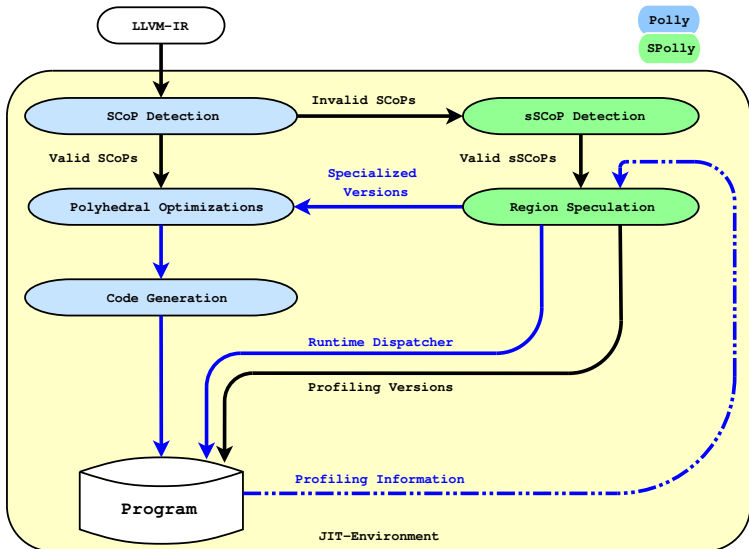 LLVM-IR
Polly
SPolly
Invalid SCoPs
SCoP Detection
sSCoP Detection
Valid SCoPs
Valid sSCoPs
Specialized
Versions
Polyhedral Optimizations
Region Speculation
Code Generation
Runtime Dispatcher
Profiling Versions
Profiling Information
Program
JIT-Environment